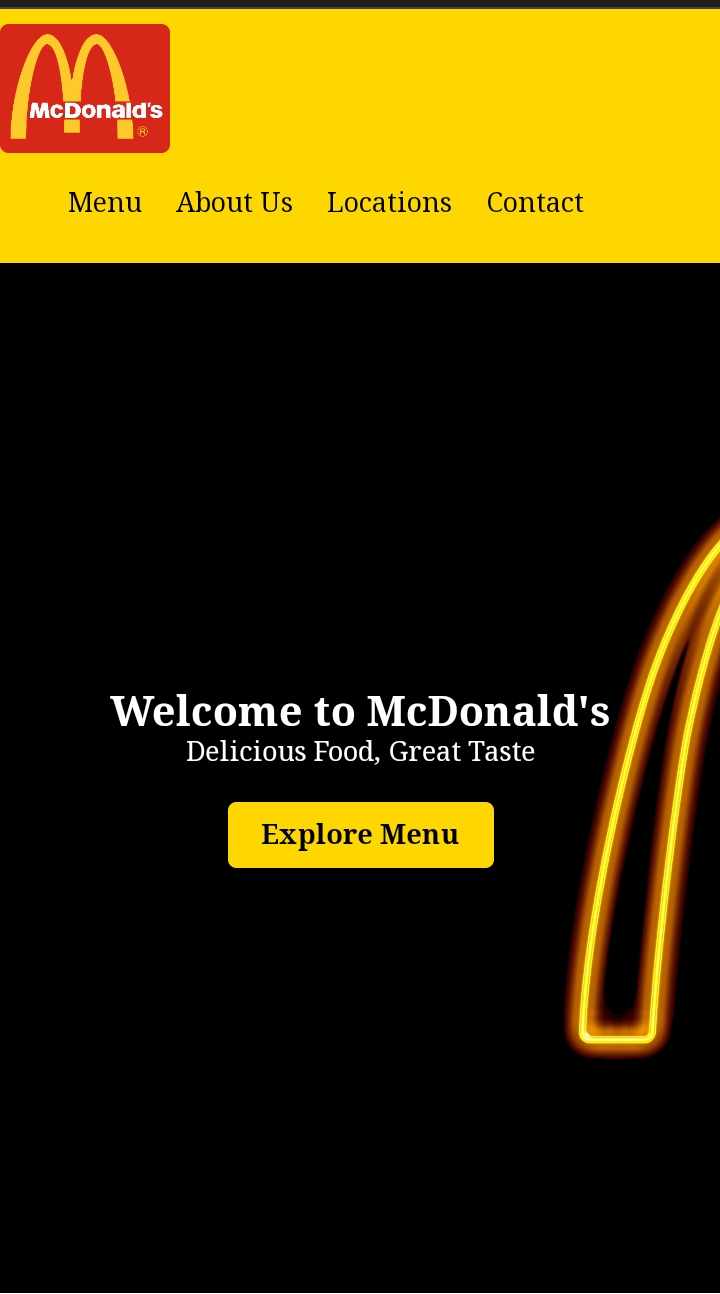 McDonald's
®
Menu About Us Locations Contact
Welcome to McDonald's
Delicious Food, Great Taste
Explore Menu